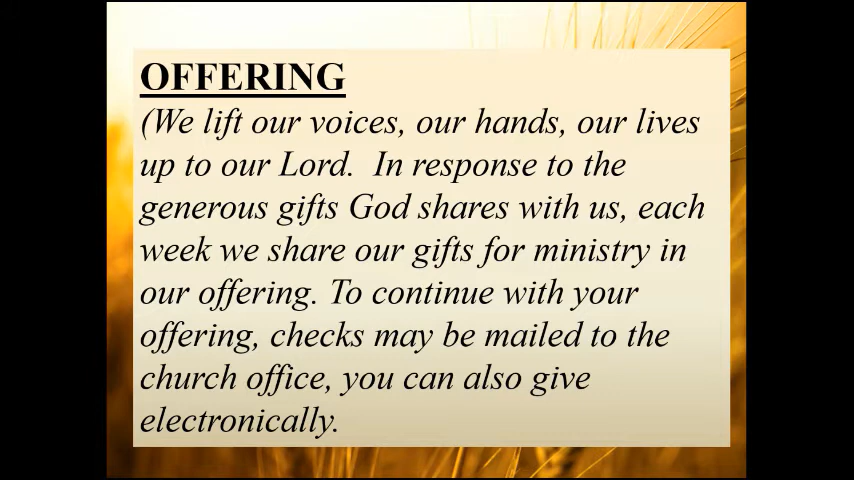 OFFERING
(We lift our voices, our hands, our lives
up to our Lord.  In response to the
generous gifts God shares with us, each
week we share our gifts for ministry in
our offering. To continue with your
offering, checks may be mailed to the
church office, you can also give
electronically.